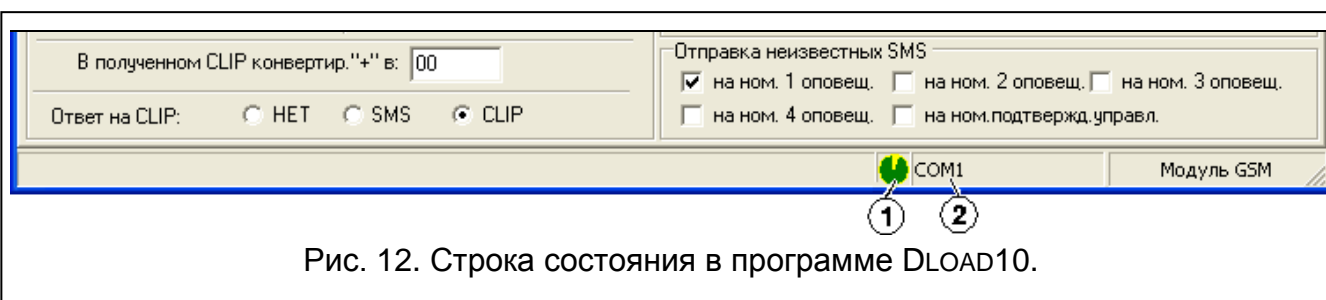 В полученном CLIP конвертир."+" в: 00
Ответ на CLIP: НЕТ SMS CLIP
Отправка неизвестных SMS
на ном. 1 оповещ. на ном. 2 оповещ. на ном. 3 оповещ.
на ном. 4 оповещ. на ном.подтвержд.управл.
COM1 Модуль GSM
1 2
Рис. 12. Строка состояния в программе DLOAD10.